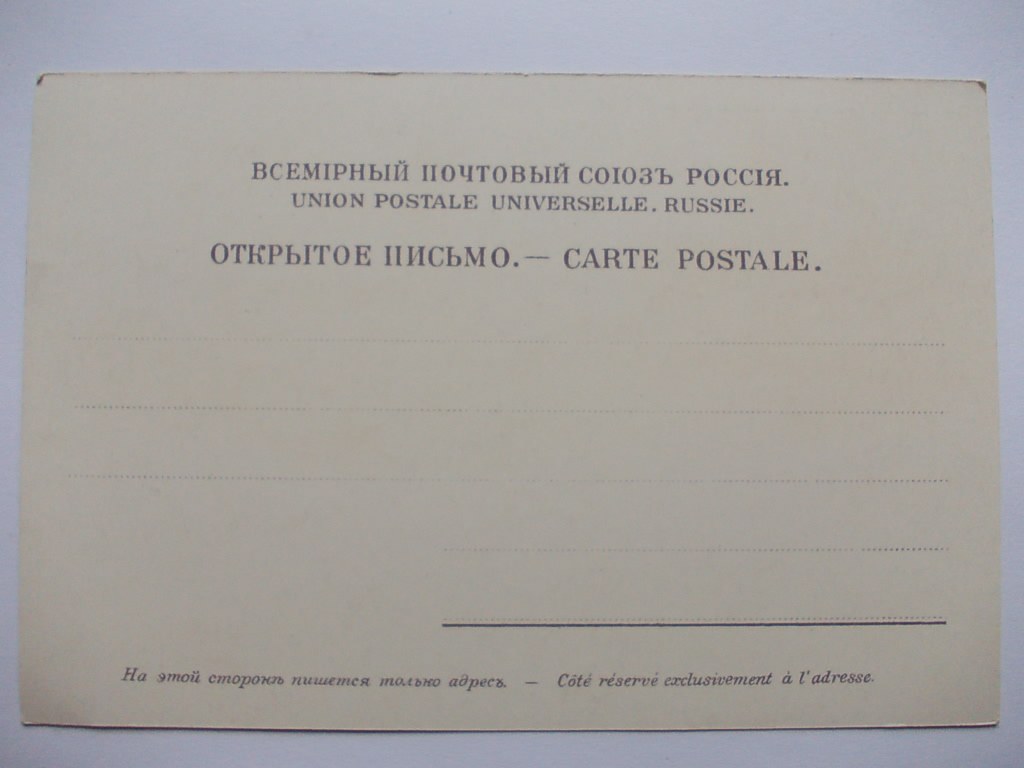 ВСЕМІРНЫЙ ПОЧТОВЫЙ СОЮЗЪ РОССІЯ.
UNION POSTALE UNIVERSELLE. RUSSIE.
ОТКРЫТОЕ ПИСЬМО.— CARTE POSTALE.
На этой сторонѣ пишется только адресъ. — Côté réservé exclusivement à l'adresse.